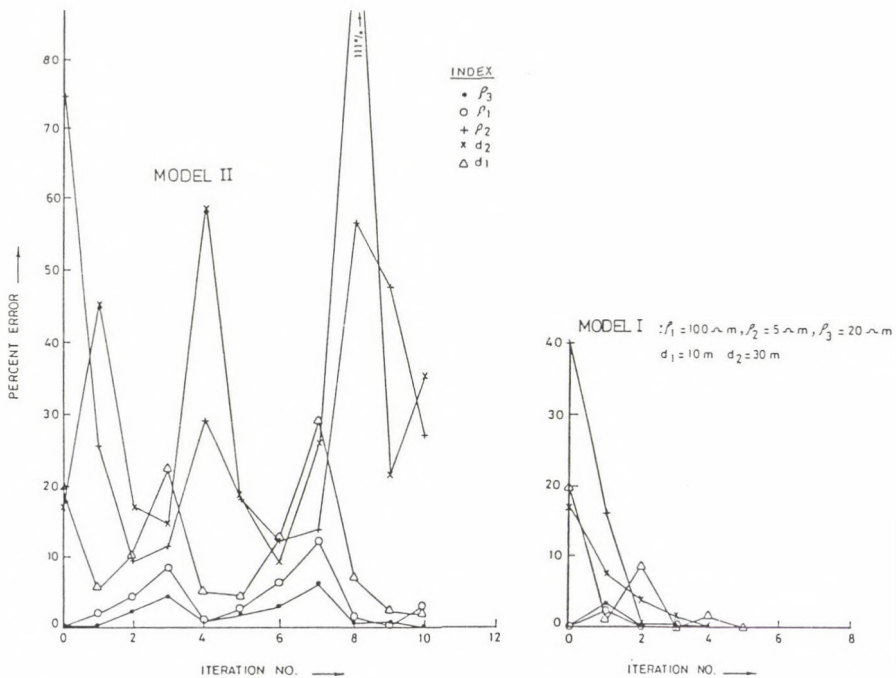 80
70
60
50
40
30
20
10
0
PERCENT ERROR
MODEL II
111%
INDEX
ρ3
ρ1
ρ2
d2
d1
0 2 4 6 8 10 12
ITERATION NO.
MODEL I :ρ1=100 Ω m, ρ2=5 Ω m, ρ3=20 Ω m
d1=10 m d2=30 m
40
30
20
10
0
0 2 4 6 8
ITERATION NO.